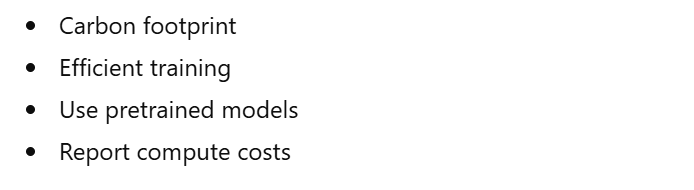 • Carbon footprint
• Efficient training
• Use pretrained models
• Report compute costs